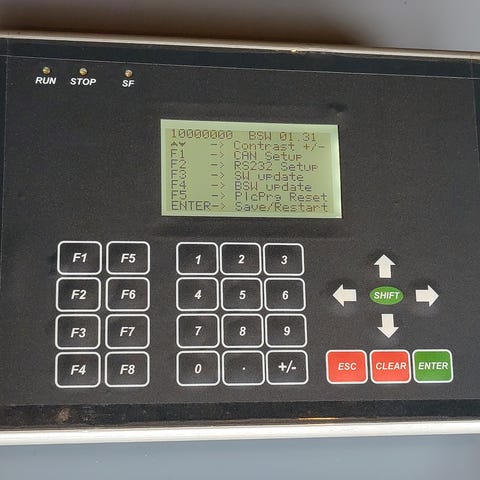 RUN STOP SF
10000000 BSW 01.31
▲▼ -> Contrast +/-
F1 -> CAN Setup
F2 -> RS232 Setup
F3 -> SW update
F4 -> BSW update
F5 -> PlcPrg Reset
ENTER-> Save/Restart
F1 F5 1 2 3
F2 F6 4 5 6 SHIFT
F3 F7 7 8 9
F4 F8 0 . +/- ESC CLEAR ENTER